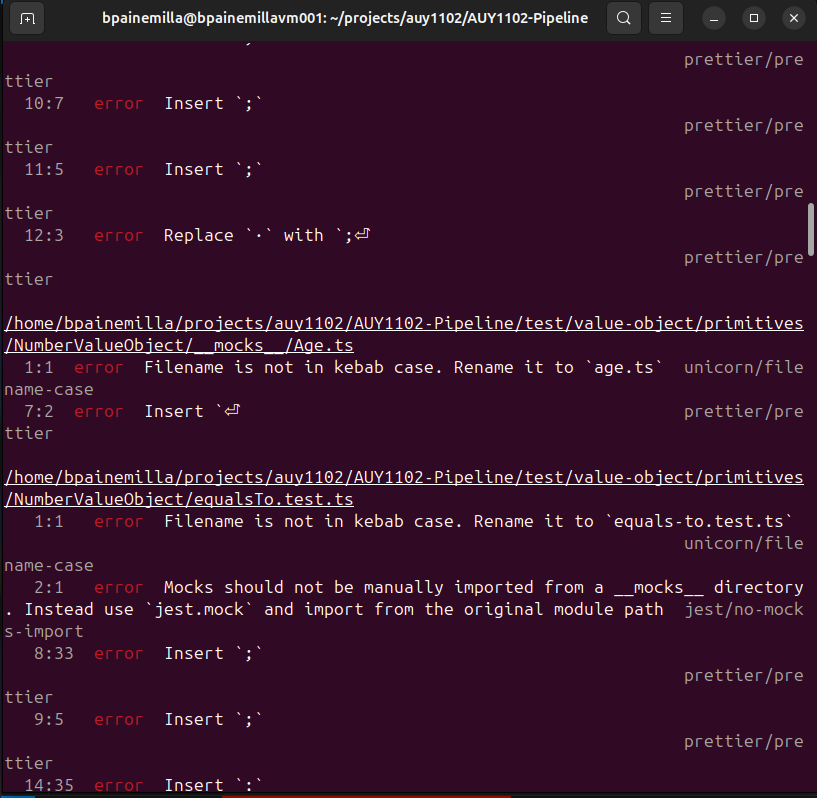 bpainemilla@bpainemillavm001: ~/projects/auy1102/AUY1102-Pipeline
prettier/pre
ttier
10:7 error Insert `;`
prettier/pre
ttier
11:5 error Insert `;`
prettier/pre
ttier
12:3 error Replace `·` with `;⏎
prettier/pre
ttier
/home/bpainemilla/projects/auy1102/AUY1102-Pipeline/test/value-object/primitives
/NumberValueObject/__mocks__/Age.ts
1:1 error Filename is not in kebab case. Rename it to `age.ts` unicorn/file
name-case
7:2 error Insert `⏎ prettier/pre
ttier
/home/bpainemilla/projects/auy1102/AUY1102-Pipeline/test/value-object/primitives
/NumberValueObject/equalsTo.test.ts
1:1 error Filename is not in kebab case. Rename it to `equals-to.test.ts`
unicorn/file
name-case
2:1 error Mocks should not be manually imported from a __mocks__ directory
. Instead use `jest.mock` and import from the original module path jest/no-mock
s-import
8:33 error Insert `;`
prettier/pre
ttier
9:5 error Insert `;`
prettier/pre
ttier
14:35 error Insert `;`